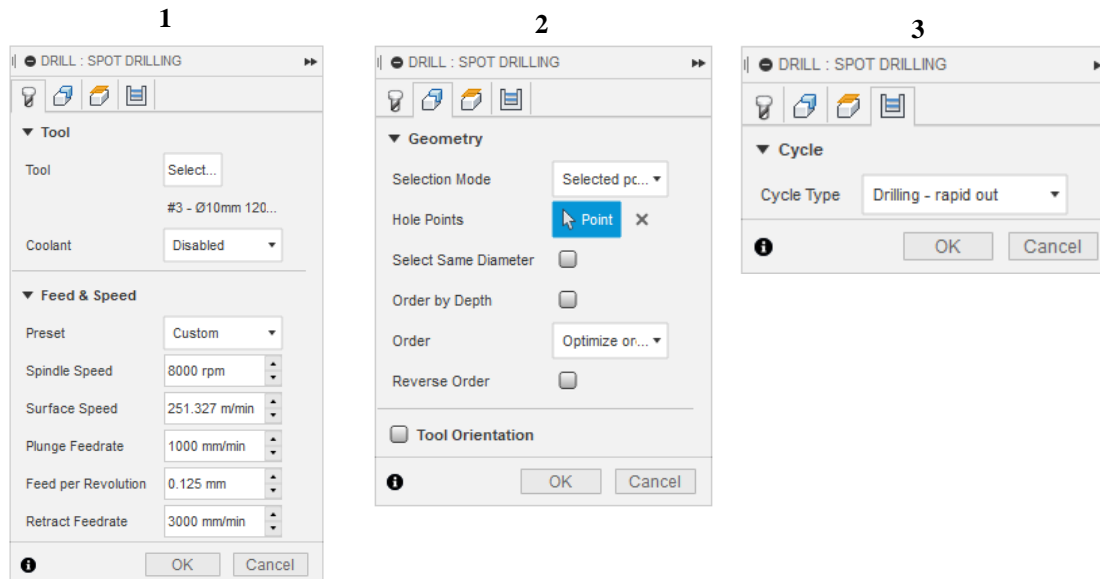 1
DRILL : SPOT DRILLING
Tool
Tool Select...
#3 - Ø10mm 120...
Coolant Disabled
Feed & Speed
Preset Custom
Spindle Speed 8000 rpm
Surface Speed 251.327 m/min
Plunge Feedrate 1000 mm/min
Feed per Revolution 0.125 mm
Retract Feedrate 3000 mm/min
OK Cancel
2
DRILL : SPOT DRILLING
Geometry
Selection Mode Selected pc...
Hole Points Point
Select Same Diameter
Order by Depth
Order Optimize or...
Reverse Order
Tool Orientation
OK Cancel
3
DRILL : SPOT DRILLING
Cycle
Cycle Type Drilling - rapid out
OK Cancel